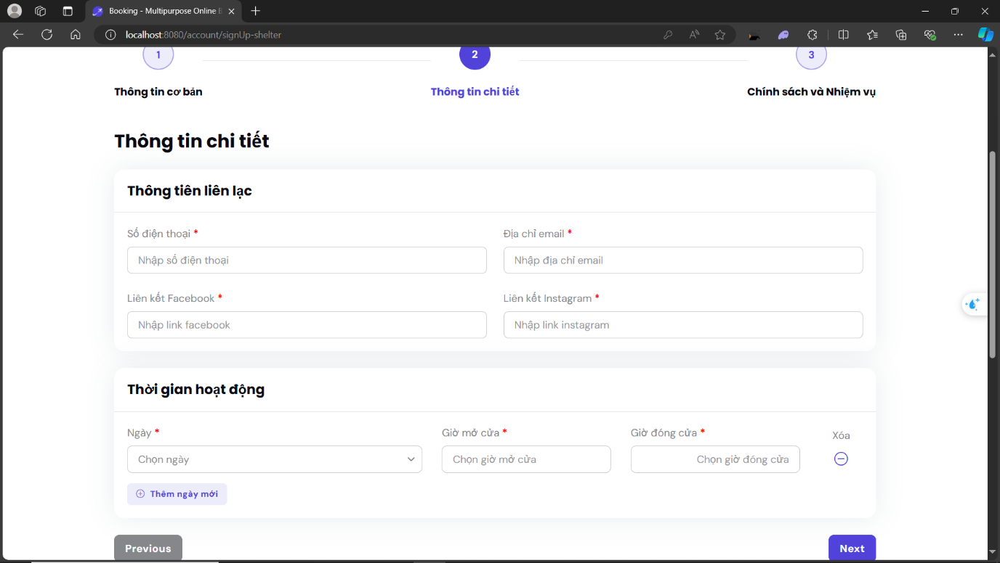 Booking - Multipurpose Online B
localhost:8080/account/signUp-shelter
1
2
3
Thông tin cơ bản
Thông tin chi tiết
Chính sách và Nhiệm vụ
Thông tin chi tiết
Thông tiên liên lạc
Số điện thoại *
Địa chỉ email *
Nhập số điện thoại
Nhập địa chỉ email
Liên kết Facebook *
Liên kết Instagram *
Nhập link facebook
Nhập link instagram
Thời gian hoạt động
Ngày *
Giờ mở cửa *
Giờ đóng cửa *
Xóa
Chọn ngày
Chọn giờ mở cửa
Chọn giờ đóng cửa
Thêm ngày mới
Previous
Next